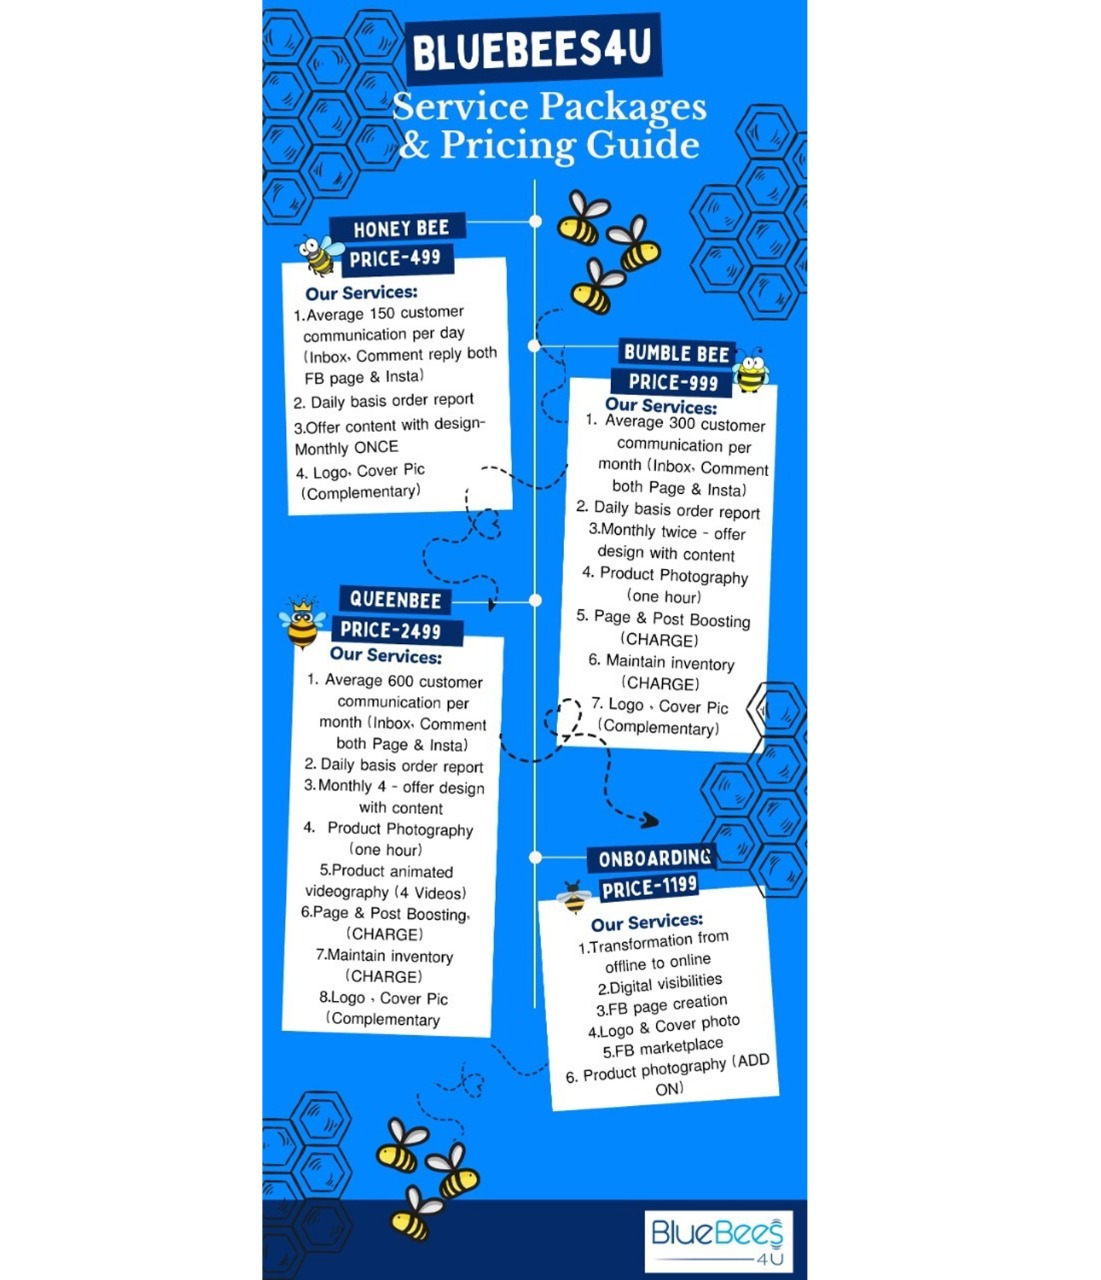 BLUEBEES4U
Service Packages
& Pricing Guide
HONEY BEE
PRICE-499
Our Services:
1.Average 150 customer
communication per day
(Inbox, Comment reply both
FB page & Insta)
2. Daily basis order report
3.Offer content with design-
Monthly ONCE
4. Logo, Cover Pic
(Complementary)
BUMBLE BEE
PRICE-999
Our Services:
1. Average 300 customer
communication per
month (Inbox, Comment
both Page & Insta)
2. Daily basis order report
3.Monthly twice - offer
design with content
4. Product Photography
(one hour)
5. Page & Post Boosting
(CHARGE)
6. Maintain inventory
(CHARGE)
7. Logo , Cover Pic
(Complementary)
QUEENBEE
PRICE-2499
Our Services:
1. Average 600 customer
communication per
month (Inbox, Comment
both Page & Insta)
2. Daily basis order report
3.Monthly 4 - offer design
with content
4. Product Photography
(one hour)
5.Product animated
videography (4 Videos)
6.Page & Post Boosting,
(CHARGE)
7.Maintain inventory
(CHARGE)
8.Logo , Cover Pic
(Complementary
ONBOARDING
PRICE-1199
Our Services:
1.Transformation from
offline to online
2.Digital visibilities
3.FB page creation
4.Logo & Cover photo
5.FB marketplace
6. Product photography (ADD
ON)
BlueBees
4U